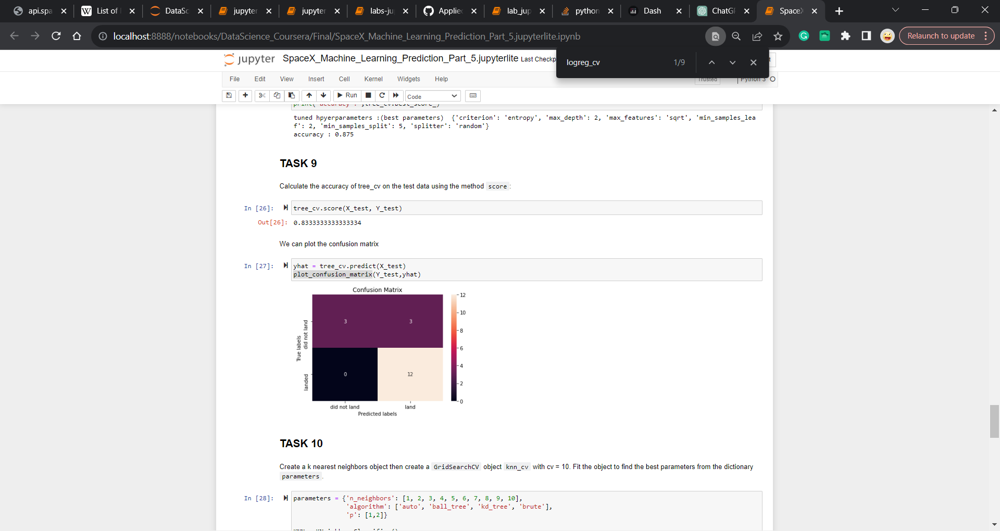 api.spa
List of
DataSc
jupyter
jupyter
labs-ju
Applie
lab_jup
python
Dash
ChatG
Space
localhost:8888/notebooks/DataScience_Coursera/Final/SpaceX_Machine_Learning_Prediction_Part_5.jupyterlite.ipynb
Relaunch to update
jupyter SpaceX_Machine_Learning_Prediction_Part_5.jupyterlite Last Checkp
logreg_cv 1/9
File Edit View Insert Cell Kernel Widgets Help
Trusted Python 3
Run Code
print("accuracy :",tree_cv.best_score_)
tuned hpyerparameters :(best parameters)  {'criterion': 'entropy', 'max_depth': 2, 'max_features': 'sqrt', 'min_samples_lea
f': 2, 'min_samples_split': 5, 'splitter': 'random'}
accuracy : 0.875
TASK 9
Calculate the accuracy of tree_cv on the test data using the method score :
In [26]: tree_cv.score(X_test, Y_test)
Out[26]: 0.8333333333333334
We can plot the confusion matrix
In [27]: yhat = tree_cv.predict(X_test)
plot_confusion_matrix(Y_test,yhat)
Confusion Matrix
True labels
did not land
landed
3 3
0 12
did not land land
Predicted labels
12
10
8
6
4
2
0
TASK 10
Create a k nearest neighbors object then create a GridSearchCV object knn_cv with cv = 10. Fit the object to find the best parameters from the dictionary
parameters .
In [28]: parameters = {'n_neighbors': [1, 2, 3, 4, 5, 6, 7, 8, 9, 10],
'algorithm': ['auto', 'ball_tree', 'kd_tree', 'brute'],
'p': [1,2]}
KNN = KNeighborsClassifier()